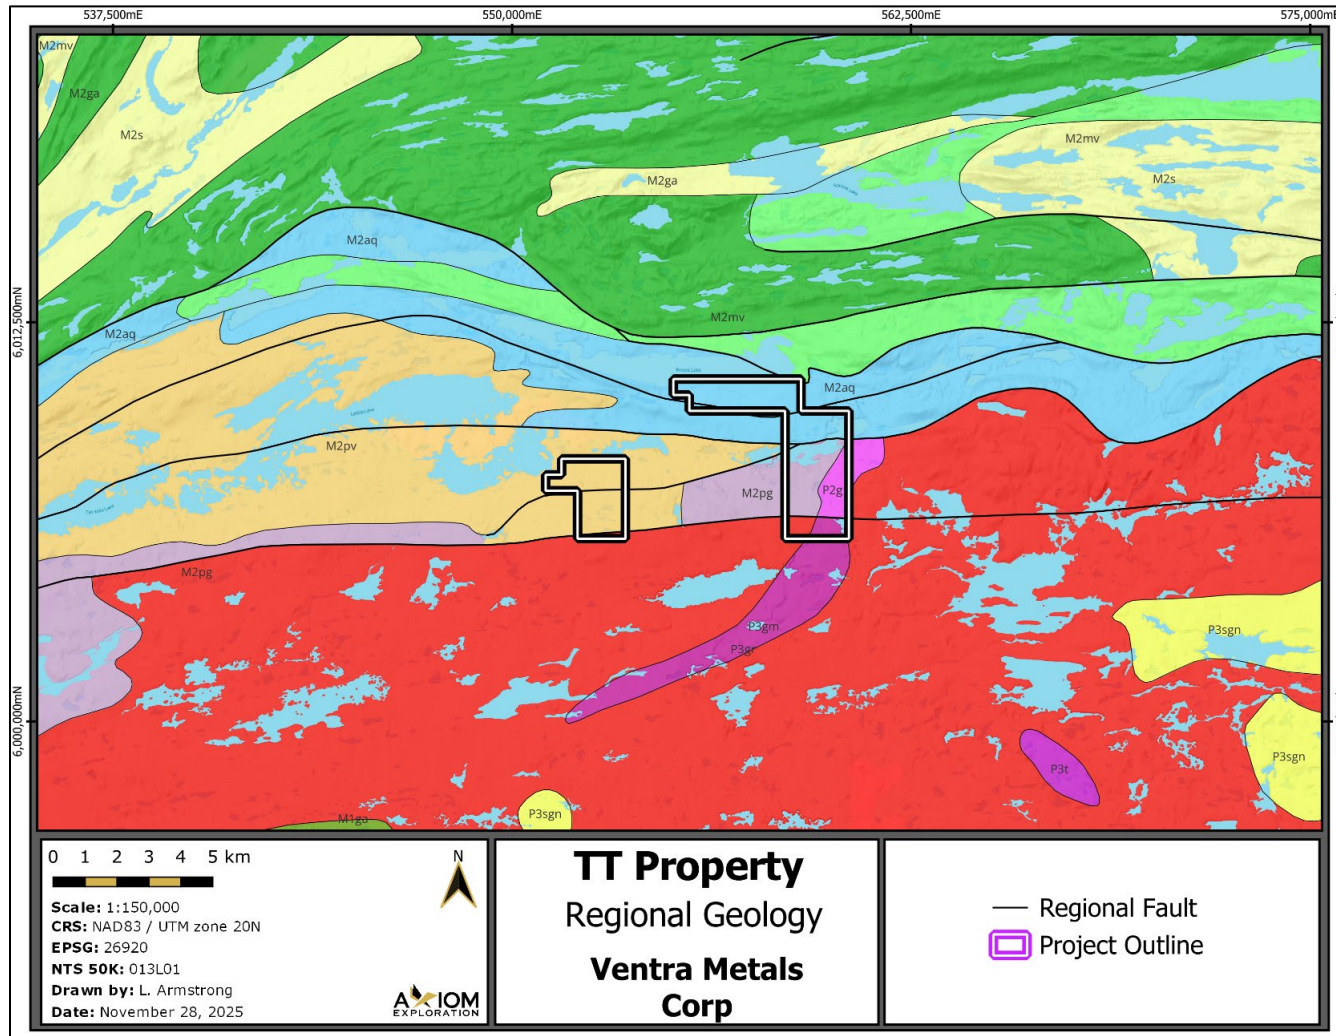 537,500mE
550,000mE
562,500mE
575,000mE
M2mv
M2ga
M2s
M2mv
M2ga
M2s
M2aq
6,012,500mN
M2aq
M2mv
M2aq
M2pv
M2pg
P2g
M2pg
P3gm
P3gr
P3sgn
6,000,000mN
P3t
P3sgn
P3sgn
M1ga
0 1 2 3 4 5 km
N
Scale: 1:150,000
CRS: NAD83 / UTM zone 20N
EPSG: 26920
NTS 50K: 013L01
Drawn by: L. Armstrong
Date: November 28, 2025
AXIOM
EXPLORATION
TT Property
Regional Geology
Ventra Metals
Corp
Regional Fault
Project Outline